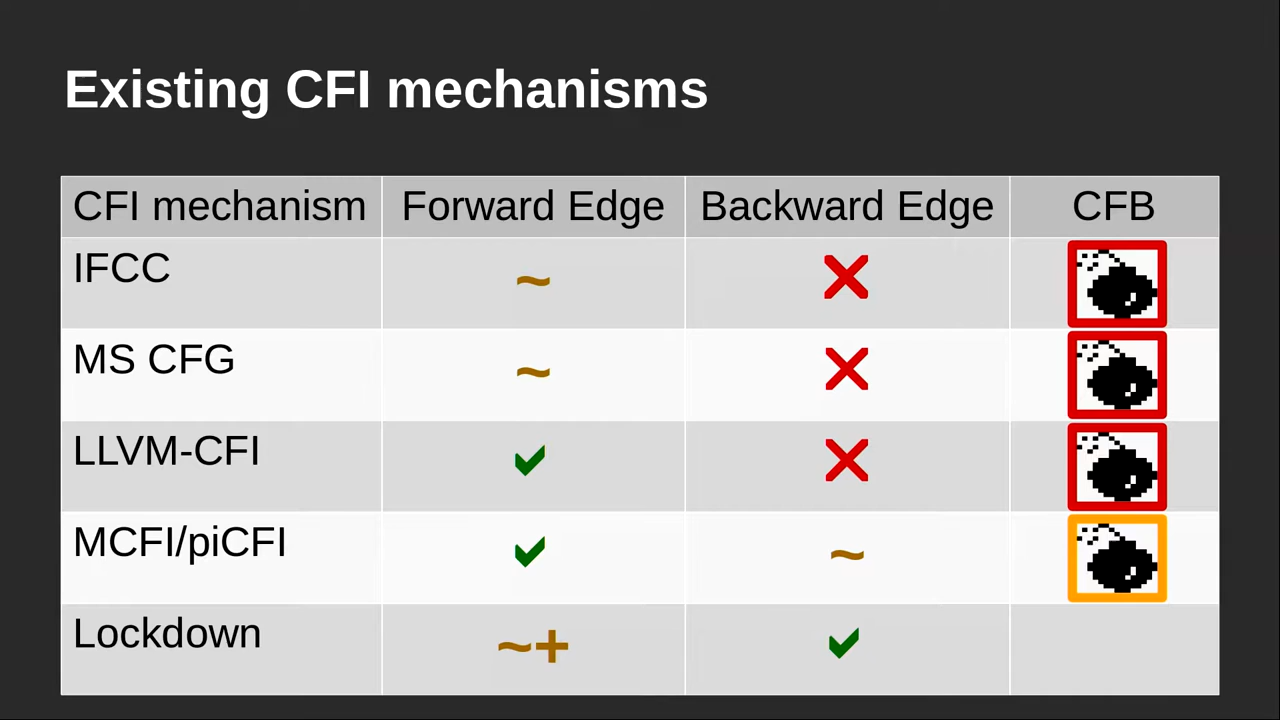 Existing CFI mechanisms
CFI mechanism Forward Edge Backward Edge CFB
IFCC ~ ✕
MS CFG ~ ✕
LLVM-CFI ✔ ✕
MCFI/piCFI ✔ ~
Lockdown ~+ ✔